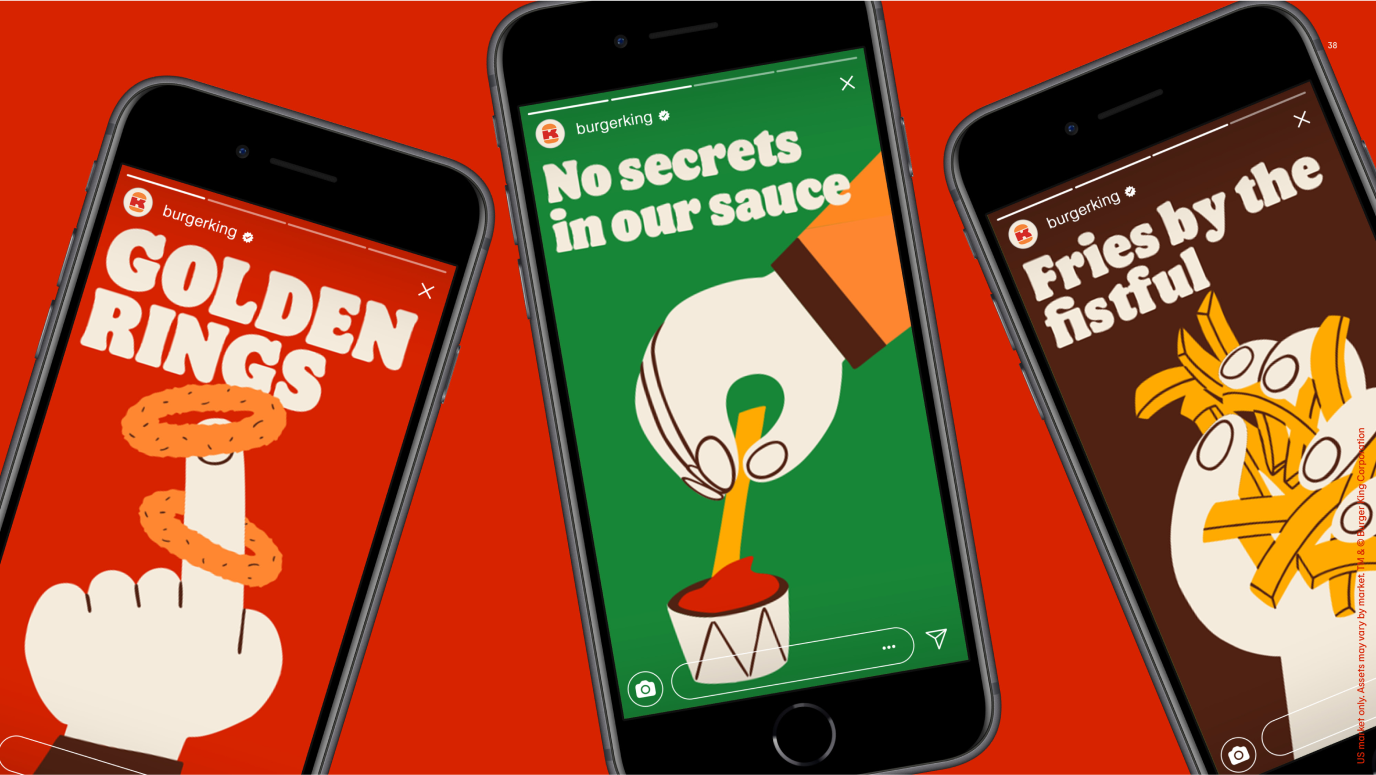 38
burgerking
GOLDEN
RINGS
burgerking
No secrets
in our sauce
burgerking
Fries by the
fistful
US market only. Assets may vary by market. TM & © Burger King Corporation